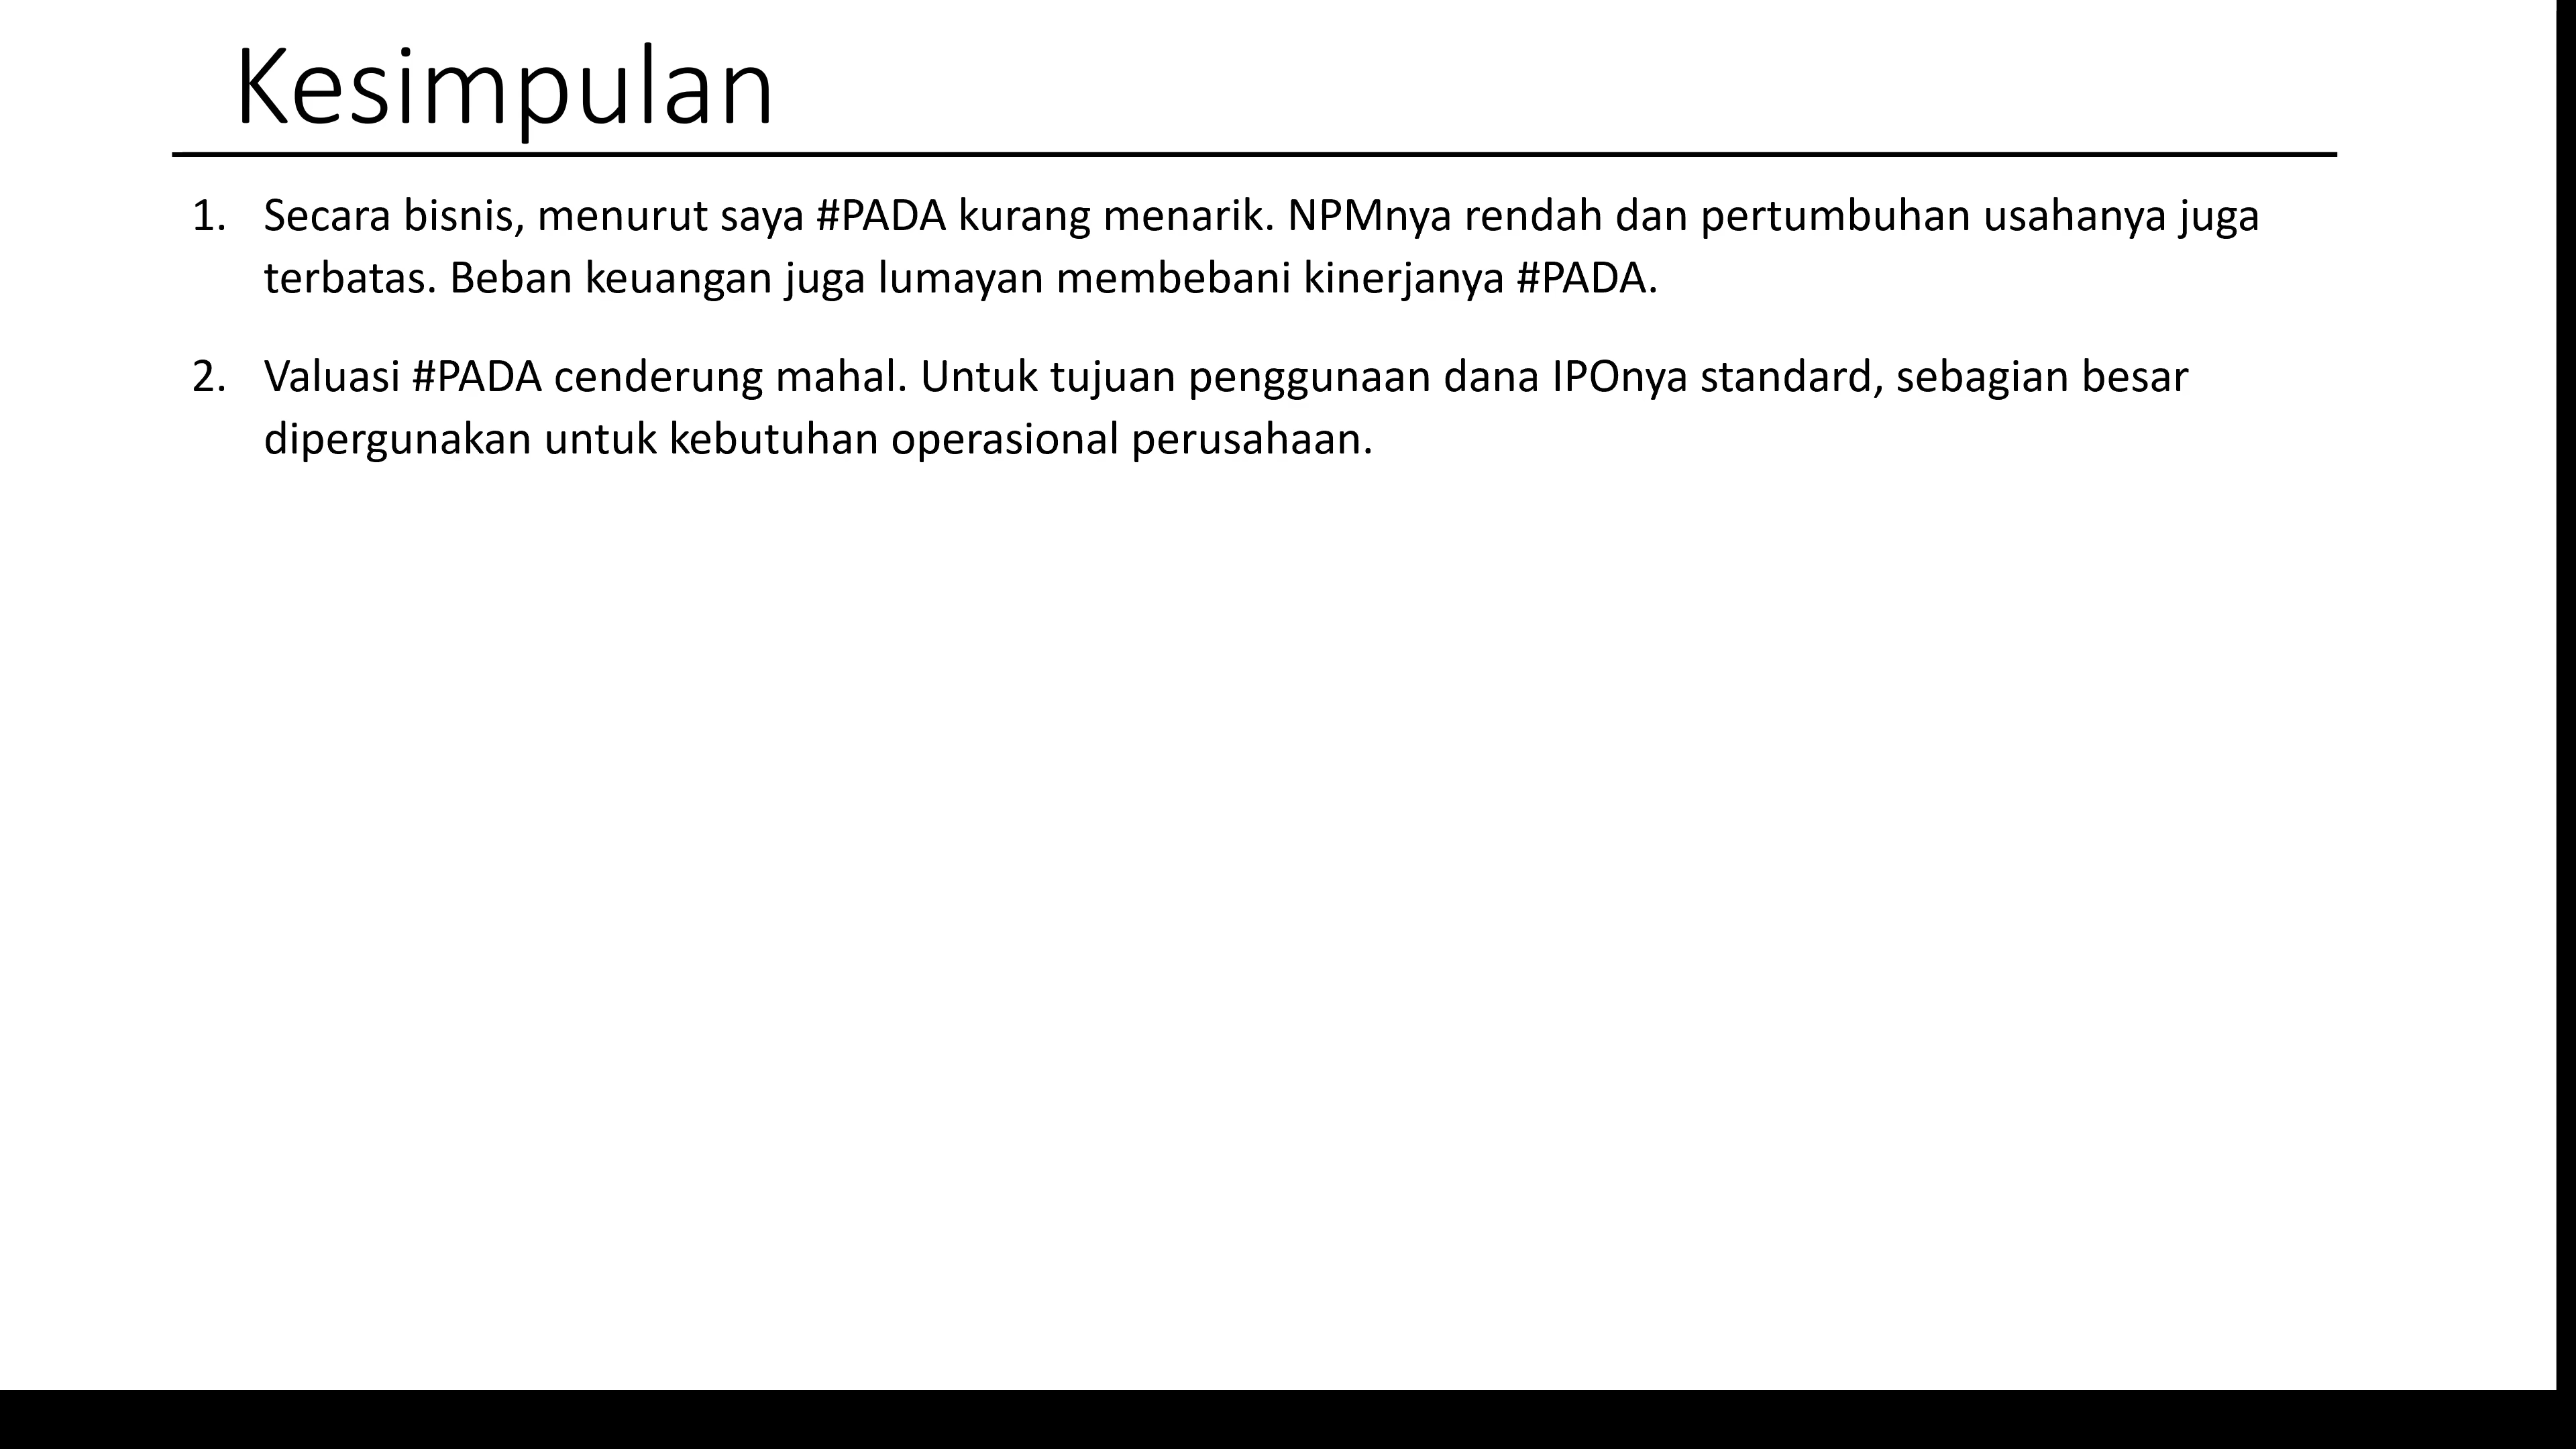 Kesimpulan
1. Secara bisnis, menurut saya #PADA kurang menarik. NPMnya rendah dan pertumbuhan usahanya juga
terbatas. Beban keuangan juga lumayan membebani kinerjanya #PADA.
2. Valuasi #PADA cenderung mahal. Untuk tujuan penggunaan dana IPOnya standard, sebagian besar
dipergunakan untuk kebutuhan operasional perusahaan.